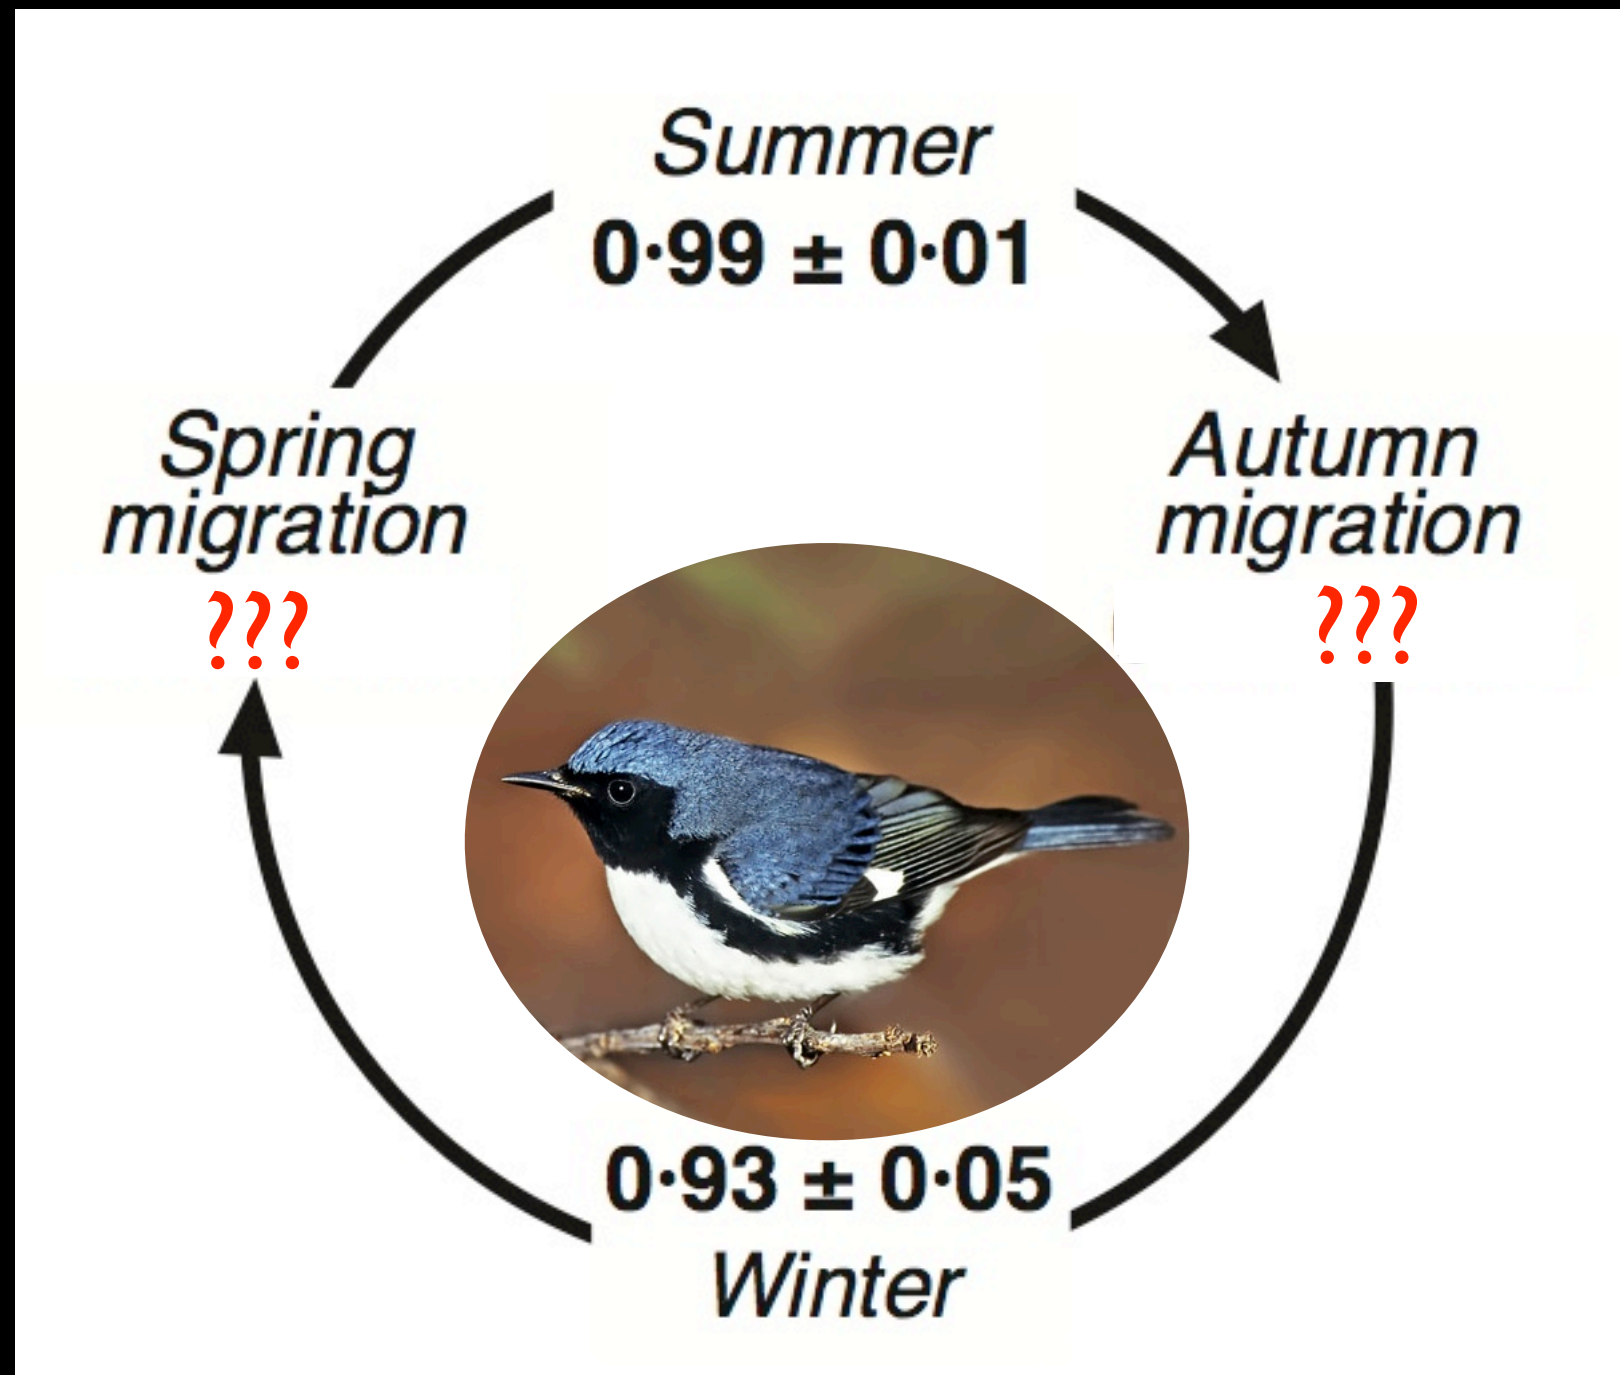 Summer
0·99 ± 0·01
Spring
migration
???
Autumn
migration
???
0·93 ± 0·05
Winter